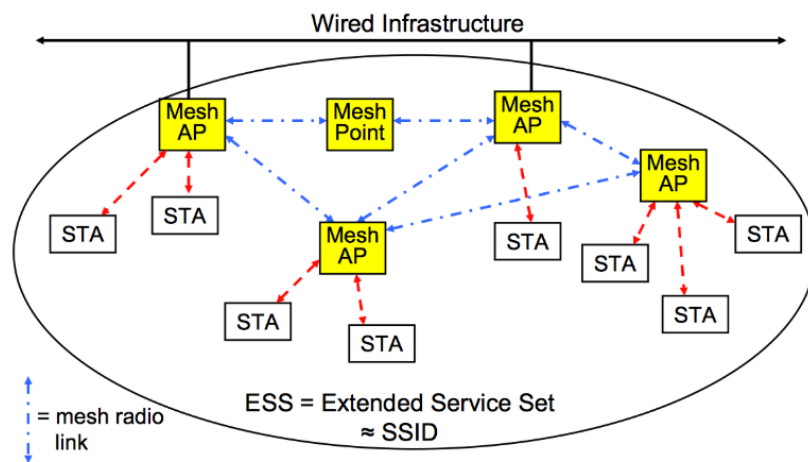 Wired Infrastructure
Mesh
AP
Mesh
Point
Mesh
AP
Mesh
AP
STA
STA
Mesh
AP
STA
STA
STA
STA
STA
STA
ESS = Extended Service Set
≈ SSID
= mesh radio
link